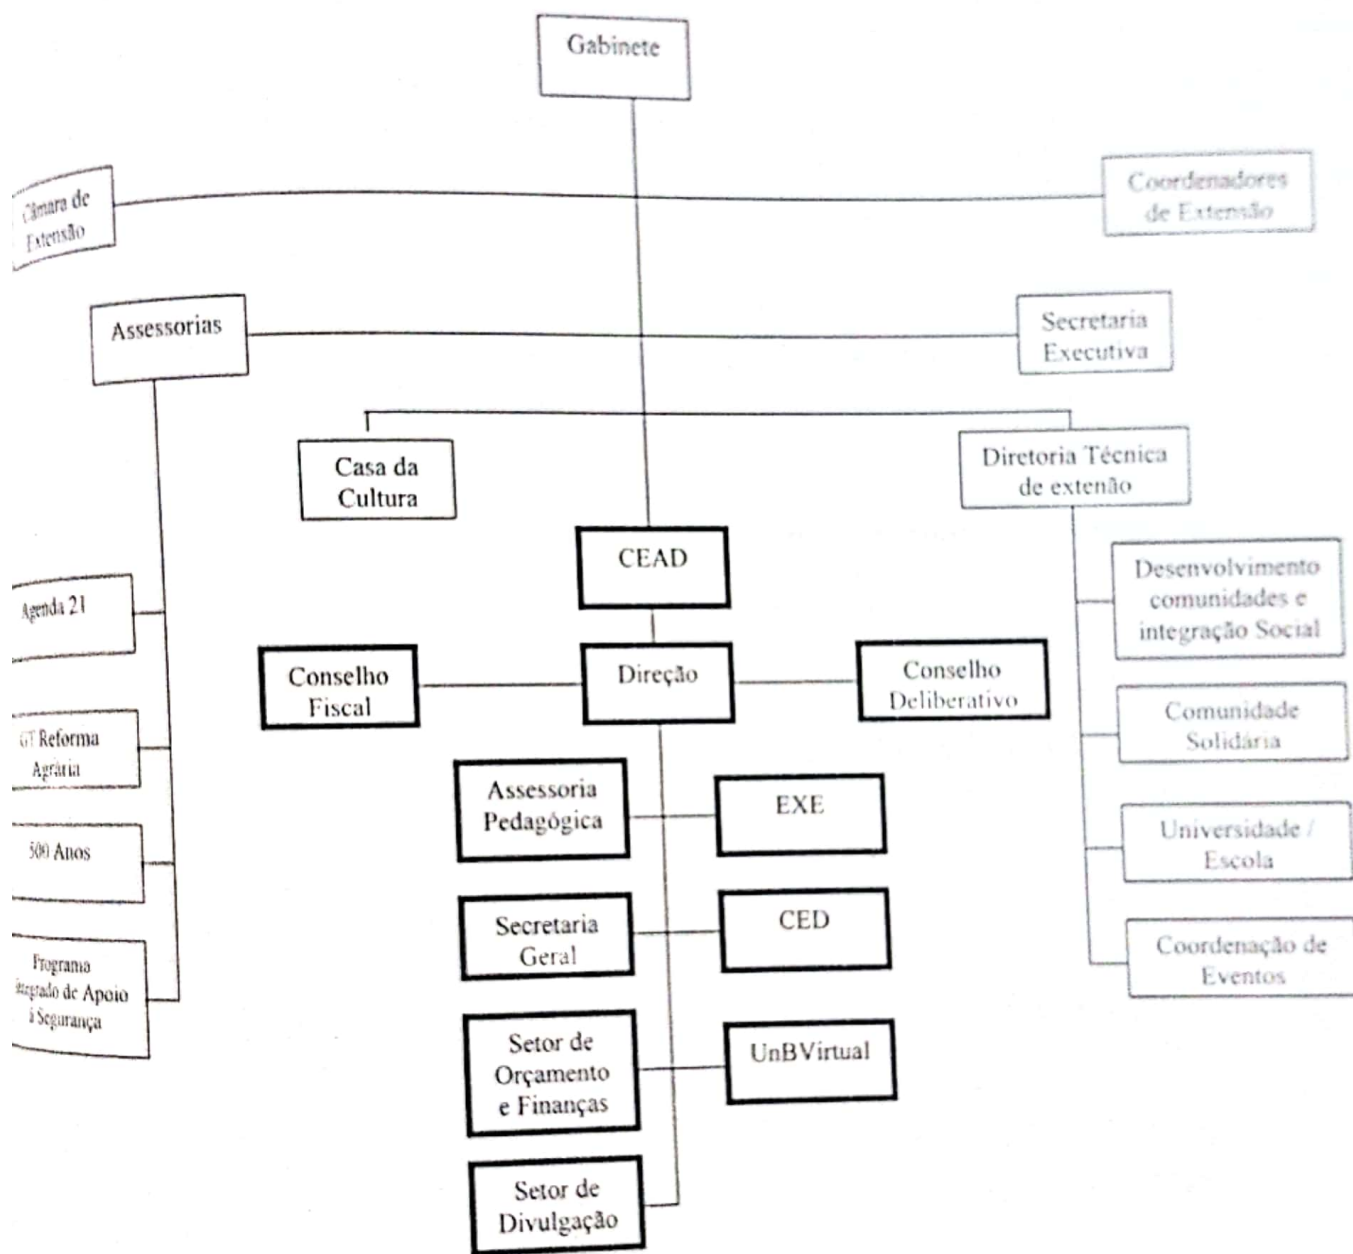 Gabinete
Câmara de
Extensão
Coordenadores
de Extensão
Assessorias
Secretaria
Executiva
Casa da
Cultura
Diretoria Técnica
de extenão
CEAD
Desenvolvimento
comunidades e
integração Social
Agenda 21
Conselho
Fiscal
Direção
Conselho
Deliberativo
GT Reforma
Agrária
Comunidade
Solidária
Assessoria
Pedagógica
EXE
500 Anos
Universidade /
Escola
Secretaria
Geral
CED
Programa
de Apoio
à Segurança
Coordenação de
Eventos
Setor de
Orçamento
e Finanças
UnBVirtual
Setor de
Divulgação